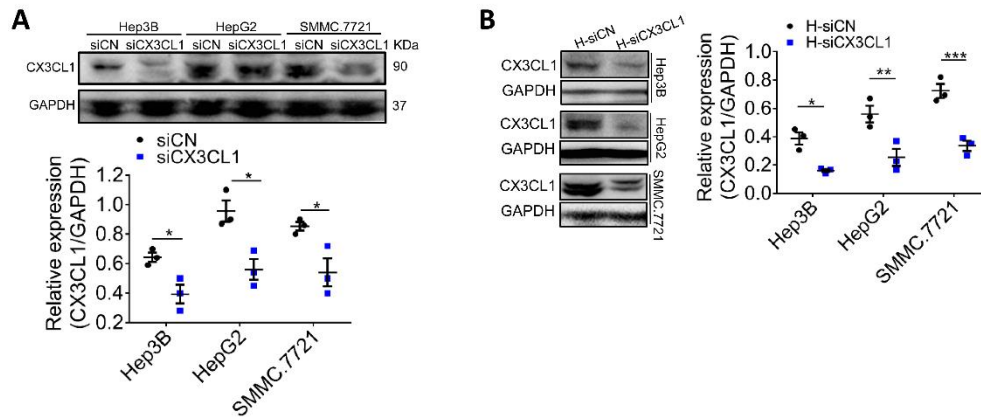 A
Hep3B HepG2 SMMC.7721
siCN siCX3CL1 siCN siCX3CL1 siCN siCX3CL1 KDa
CX3CL1 90
GAPDH 37
siCN
siCX3CL1
Relative expression
(CX3CL1/GAPDH)
1.2
1.0
0.8
0.6
0.4
0.2
* * *
Hep3B HepG2 SMMC.7721
B
H-siCN H-siCX3CL1
CX3CL1
GAPDH
Hep3B
CX3CL1
GAPDH
HepG2
CX3CL1
GAPDH
SMMC.7721
H-siCN
H-siCX3CL1
Relative expression
(CX3CL1/GAPDH)
1.0
0.8
0.6
0.4
0.2
0.0
* ** ***
Hep3B HepG2 SMMC.7721